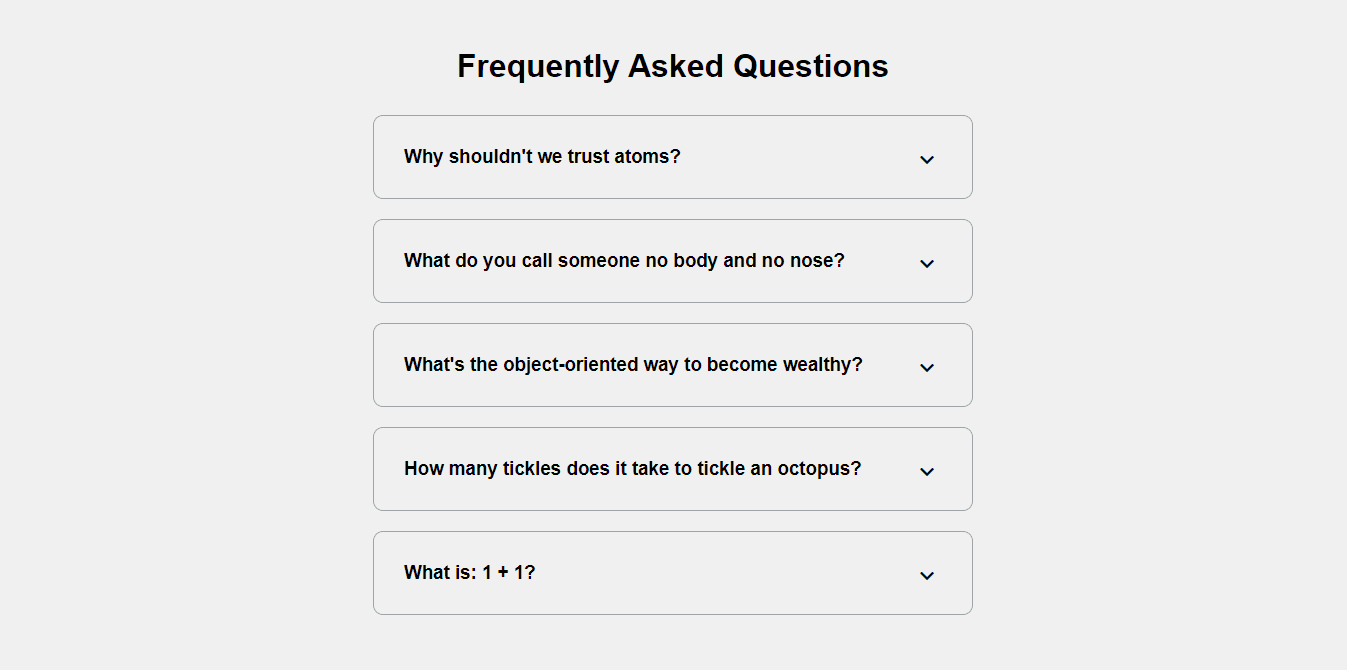 Frequently Asked Questions
Why shouldn't we trust atoms?
What do you call someone no body and no nose?
What's the object-oriented way to become wealthy?
How many tickles does it take to tickle an octopus?
What is: 1 + 1?